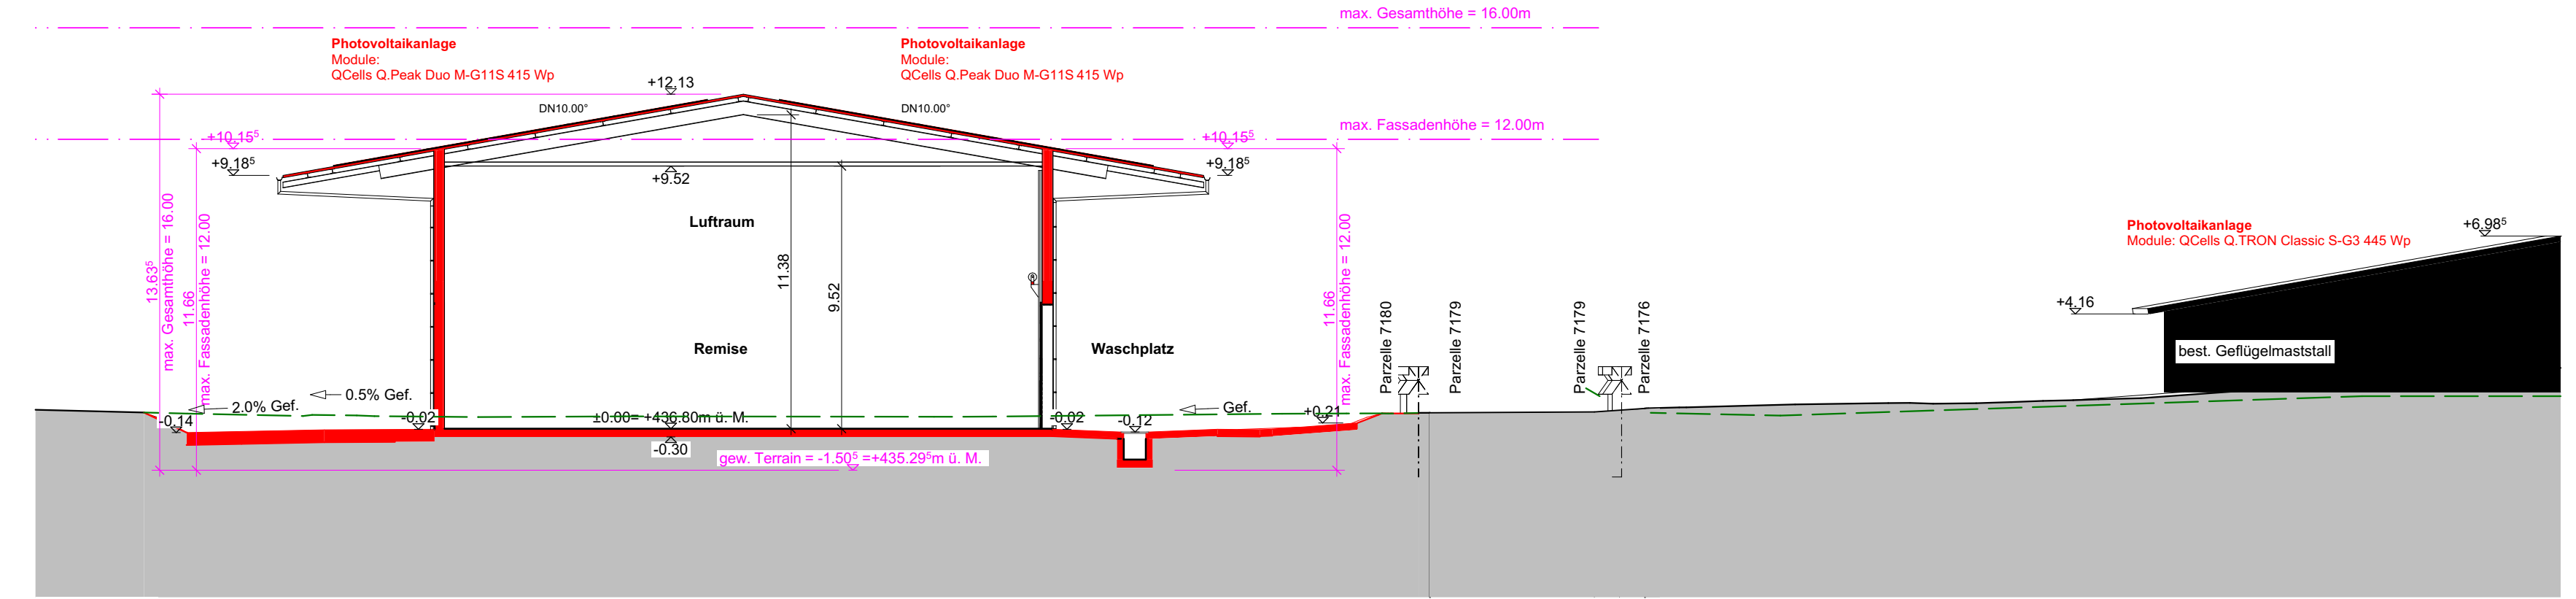 max. Gesamthöhe = 16.00m
Photovoltaikanlage
Module:
QCells Q.Peak Duo M-G11S 415 Wp
Photovoltaikanlage
Module:
QCells Q.Peak Duo M-G11S 415 Wp
+12.13
DN10.00°
DN10.00°
max. Fassadenhöhe = 12.00m
+10.15⁵
+10.15⁵
+9.18⁵
+9.18⁵
+9.52
Luftraum
Photovoltaikanlage
Module: QCells Q.TRON Classic S-G3 445 Wp
+6.98⁵
13.63⁵
max. Gesamthöhe = 16.00
11.66
max. Fassadenhöhe = 12.00
11.38
9.52
11.66
max. Fassadenhöhe = 12.00
+4.16
Remise
Waschplatz
Parzelle 7180
Parzelle 7179
Parzelle 7179
Parzelle 7176
best. Geflügelmaststall
0.5% Gef.
2.0% Gef.
Gef.
-0.14
-0.02
±0.00= +436.80m ü. M.
-0.02
-0.12
+0.21
-0.30
gew. Terrain = -1.50⁵ =+435.29⁵m ü. M.